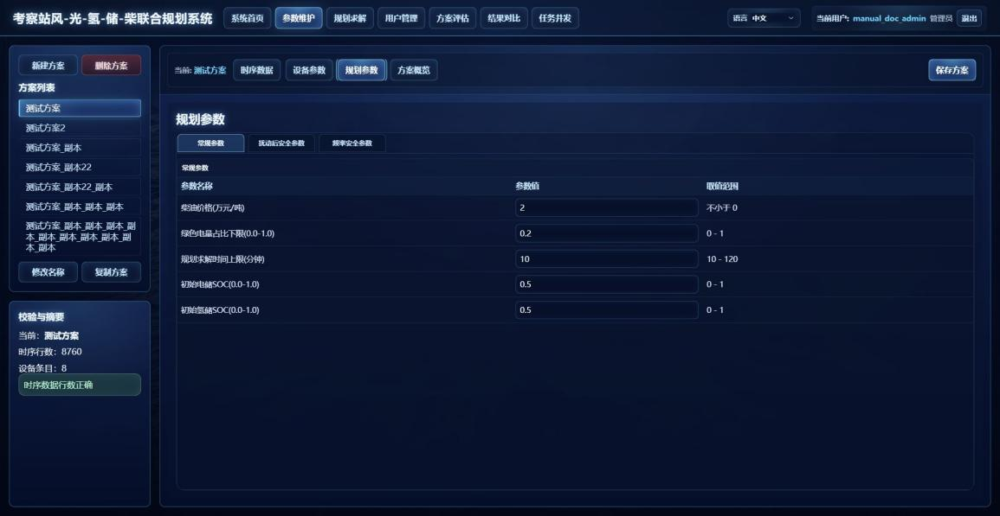 考察站风-光-氢-储-柴联合规划系统 系统首页 参数维护 规划求解 用户管理 方案评估 结果对比 任务并发 语言 中文 当前用户: manual_doc_admin 管理员 退出
新建方案 删除方案
方案列表
测试方案
测试方案2
测试方案_副本
测试方案_副本22
测试方案_副本22_副本
测试方案_副本_副本_副本
测试方案_副本_副本_副本_副
本_副本_副本_副本_副本_副
本_副本
修改名称 复制方案
校验与摘要
当前: 测试方案
时序行数: 8760
设备条目: 8
时序数据行数正确
当前: 测试方案 时序数据 设备参数 规划参数 方案概览 保存方案
规划参数
常规参数 扰动后安全参数 频率安全参数
常规参数
参数名称 参数值 取值范围
柴油价格(万元/吨) 2 不小于 0
绿色电量占比下限(0.0-1.0) 0.2 0 - 1
规划求解时间上限(分钟) 10 10 - 120
初始电储SOC(0.0-1.0) 0.5 0 - 1
初始氢储SOC(0.0-1.0) 0.5 0 - 1